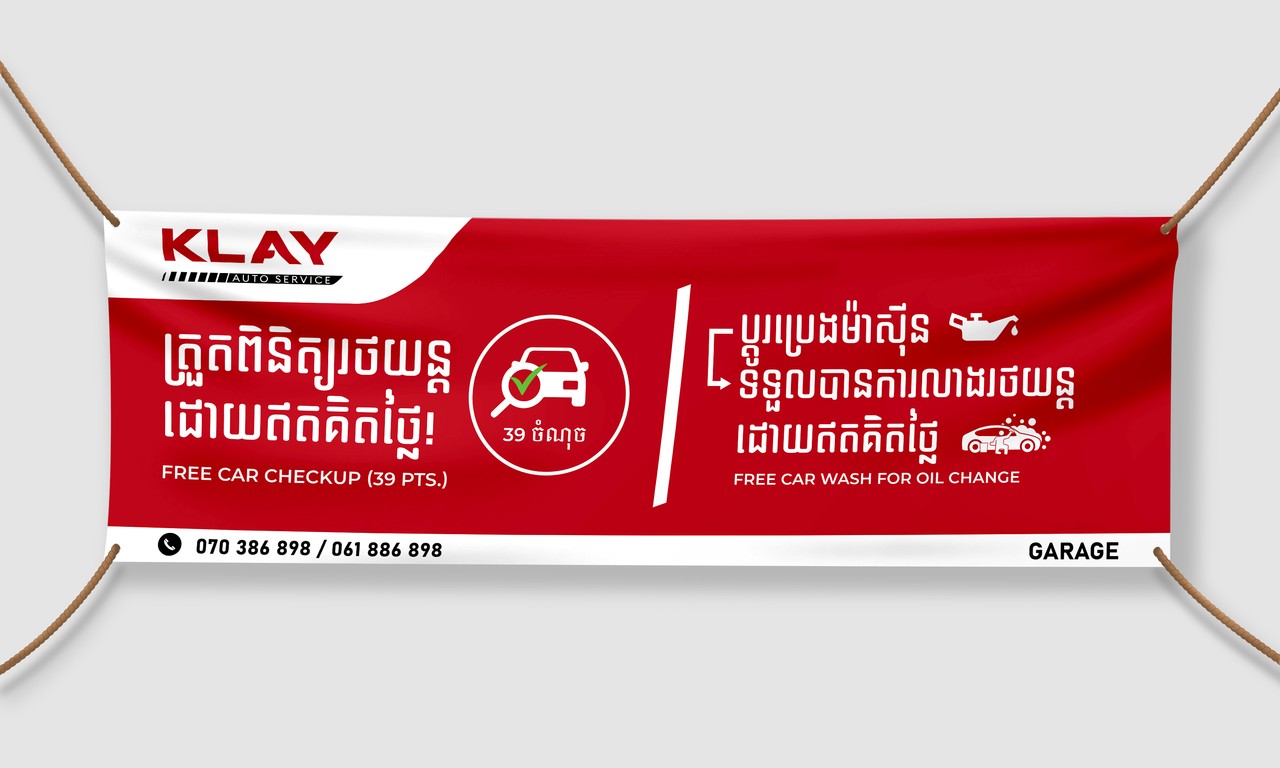 KLAY
AUTO SERVICE
ត្រួតពិនិត្យរថយន្ត
ដោយឥតគិតថ្លៃ!
FREE CAR CHECKUP (39 PTS.)
39 ចំណុច
ប្តូរប្រេងម៉ាស៊ីន
ទទួលបានការលាងរថយន្ត
ដោយឥតគិតថ្លៃ
FREE CAR WASH FOR OIL CHANGE
070 386 898 / 061 886 898
GARAGE